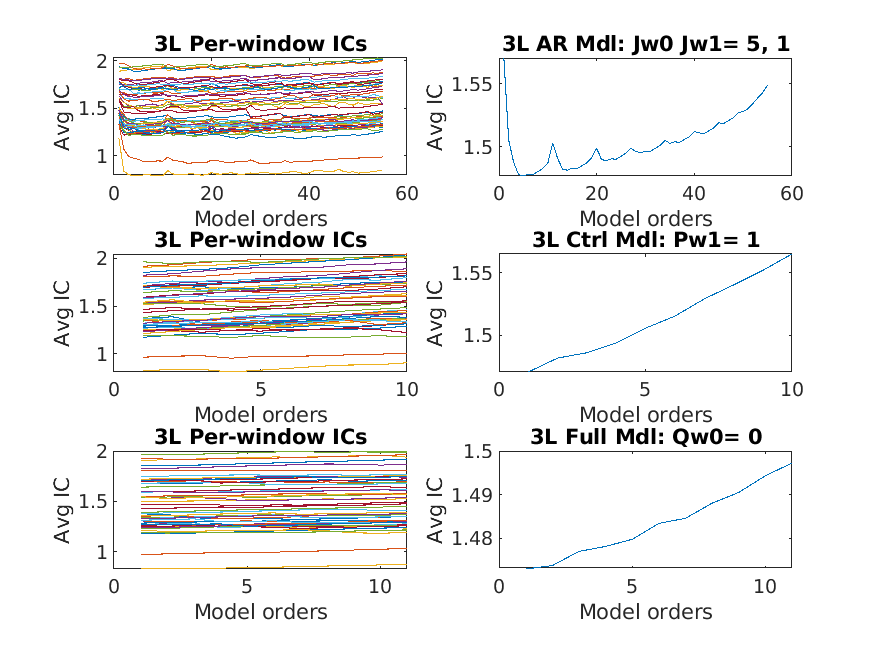 3L Per-window ICs
2
1.5
1
Avg IC
0 20 40 60
Model orders
3L AR Mdl: Jw0 Jw1= 5, 1
1.55
1.5
Avg IC
0 20 40 60
Model orders
3L Per-window ICs
2
1.5
1
Avg IC
0 5 10
Model orders
3L Ctrl Mdl: Pw1= 1
1.55
1.5
Avg IC
0 5 10
Model orders
3L Per-window ICs
2
1.5
1
Avg IC
0 5 10
Model orders
3L Full Mdl: Qw0= 0
1.5
1.49
1.48
Avg IC
0 5 10
Model orders